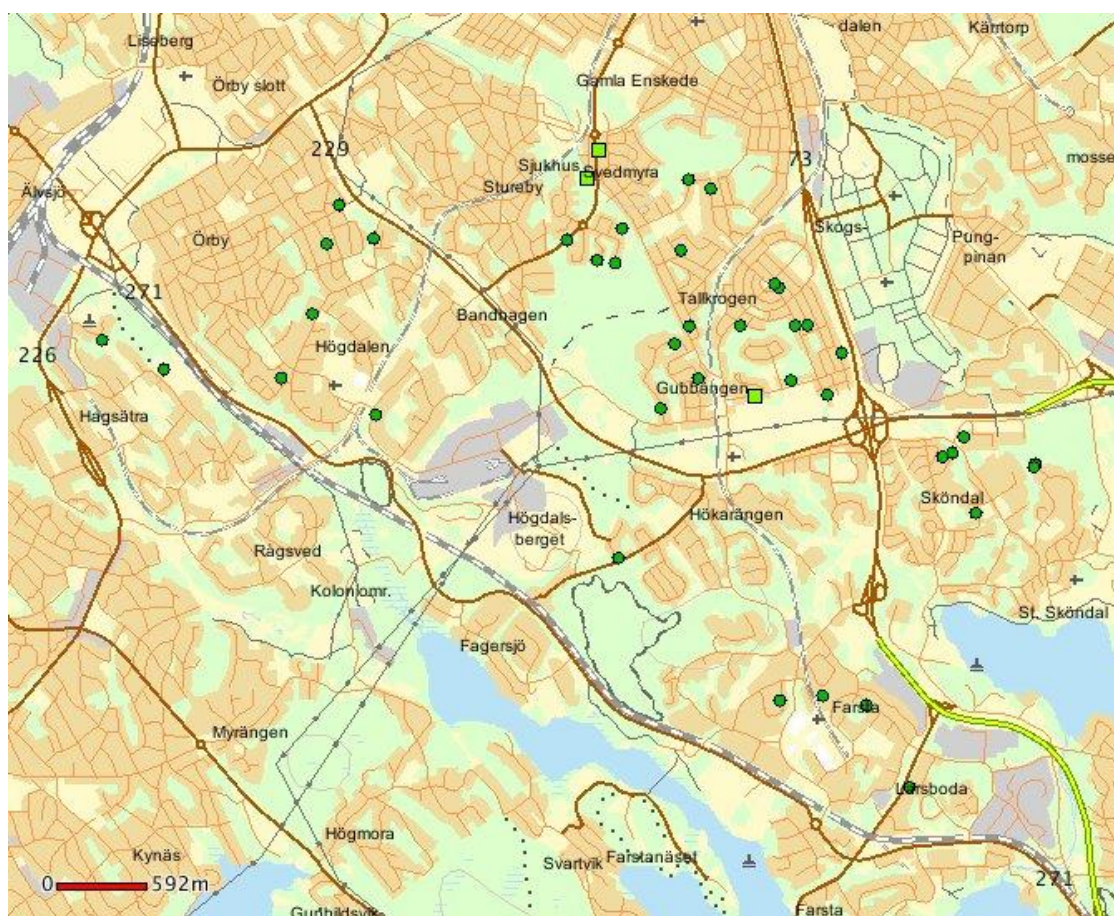 Liseberg
dalen
Kärrtorp
Örby slott
Gamla Enskede
229
73
mosse
Sjukhus
Svedmyra
Stureby
Älvsjö
Örby
Skogs-
Pung-
pinan
271
Tallkrogen
Bandhagen
Högdalen
226
Gubbängen
Hagsätra
Sköndal
Högdals-
berget
Hökarängen
Rågsved
Koloniomr.
St. Sköndal
Fagersjö
Farsta
Myrängen
Larsboda
Högmora
Kynäs
Svartvik
Farstanäset
0 592m
271
Farsta